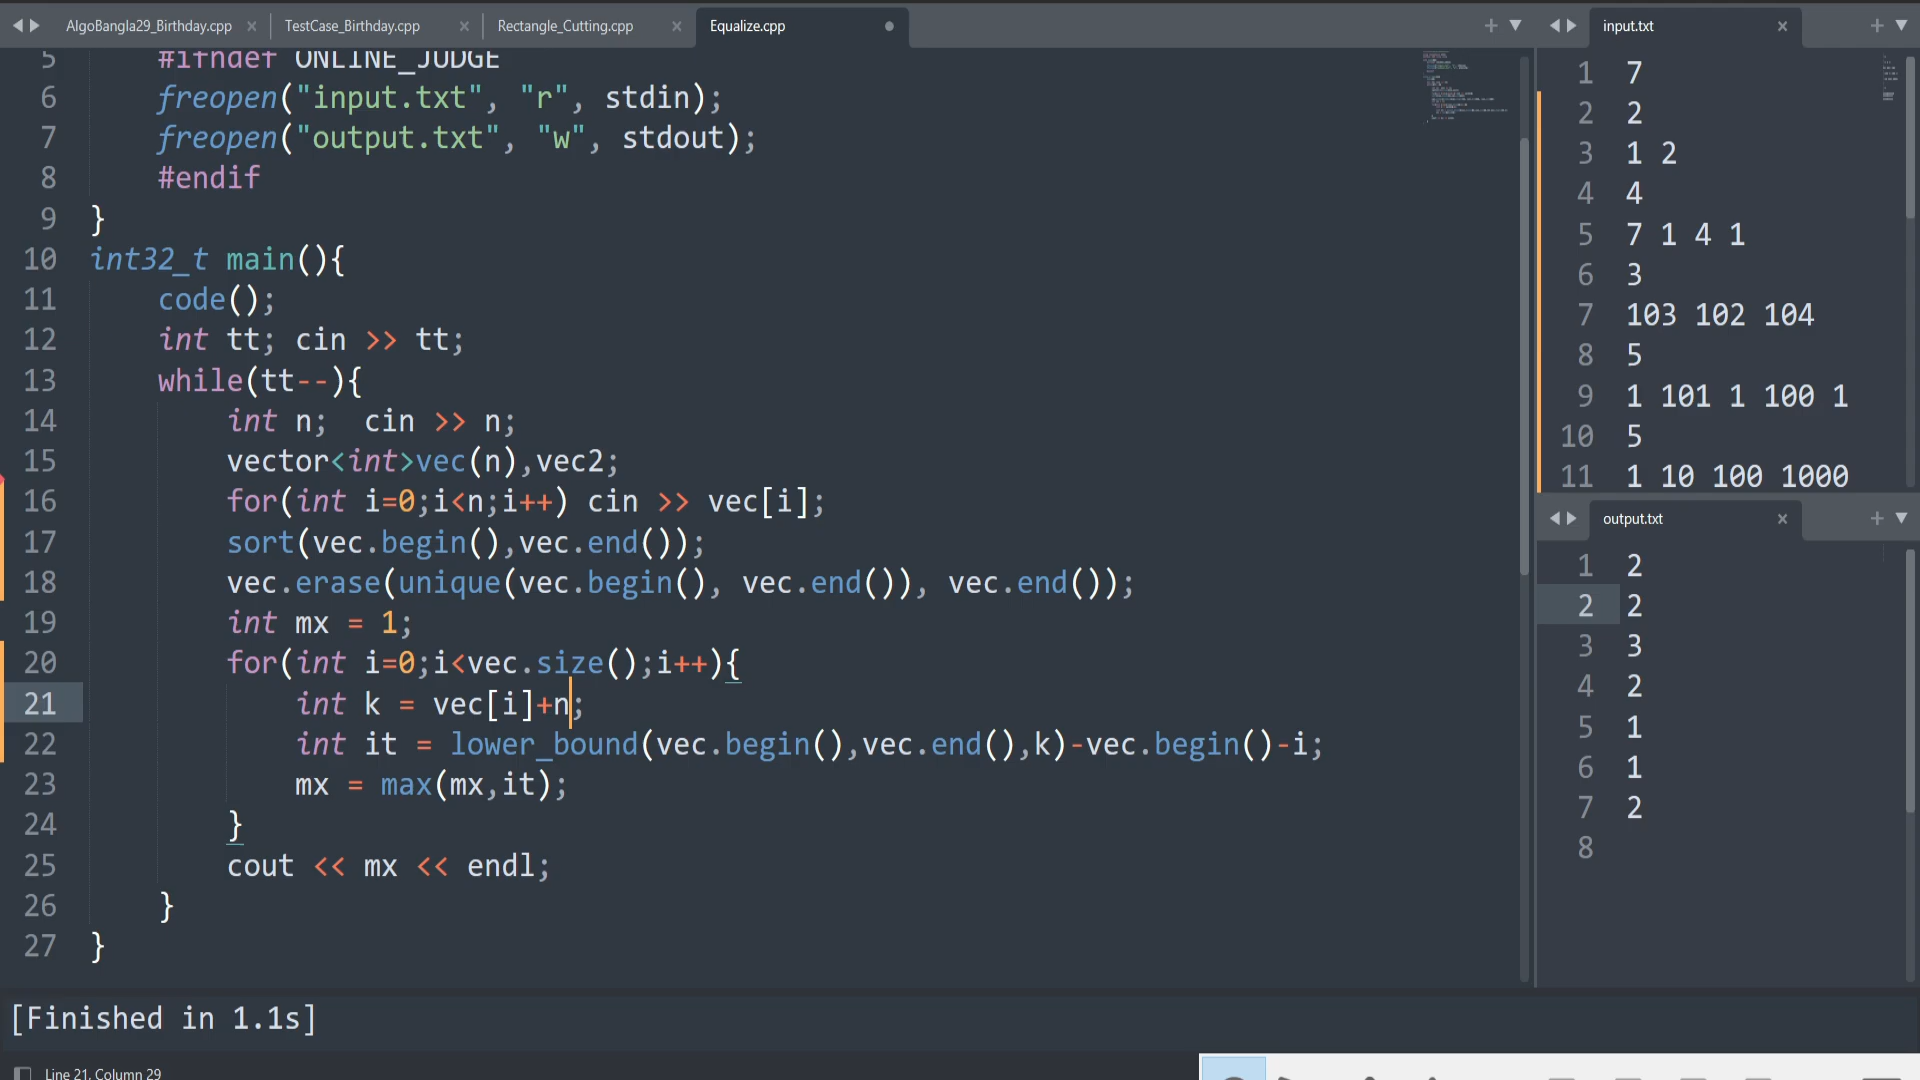 AlgoBangla29_Birthday.cpp × TestCase_Birthday.cpp × Rectangle_Cutting.cpp × Equalize.cpp
5 #ifndef ONLINE_JUDGE
6 freopen("input.txt", "r", stdin);
7 freopen("output.txt", "w", stdout);
8 #endif
9 }
10 int32_t main(){
11 code();
12 int tt; cin >> tt;
13 while(tt--){
14 int n;  cin >> n;
15 vector<int>vec(n),vec2;
16 for(int i=0;i<n;i++) cin >> vec[i];
17 sort(vec.begin(),vec.end());
18 vec.erase(unique(vec.begin(), vec.end()), vec.end());
19 int mx = 1;
20 for(int i=0;i<vec.size();i++){
21 int k = vec[i]+n;
22 int it = lower_bound(vec.begin(),vec.end(),k)-vec.begin()-i;
23 mx = max(mx,it);
24 }
25 cout << mx << endl;
26 }
27 }
[Finished in 1.1s]
Line 21, Column 29
input.txt ×
1 7
2 2
3 1 2
4 4
5 7 1 4 1
6 3
7 103 102 104
8 5
9 1 101 1 100 1
10 5
11 1 10 100 1000
output.txt ×
1 2
2 2
3 3
4 2
5 1
6 1
7 2
8